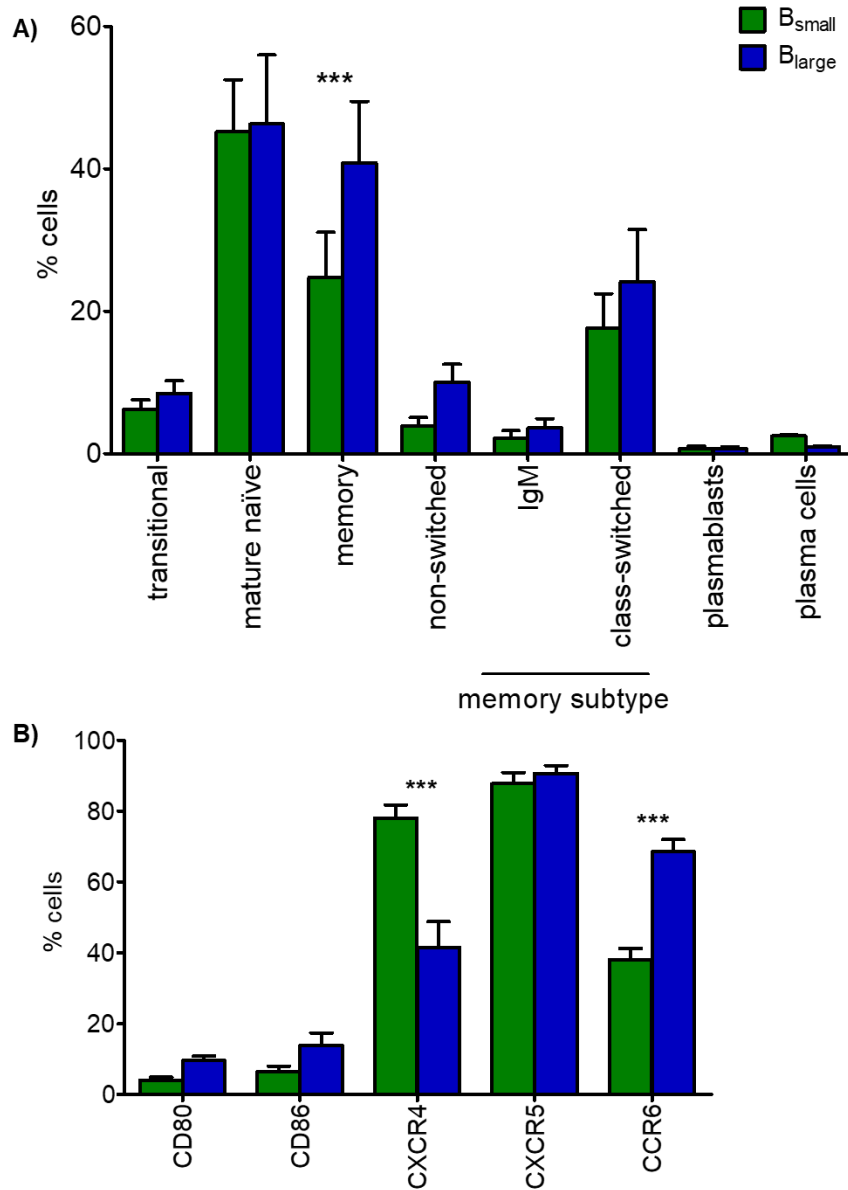 A)
B small
B large
60
40
20
0
% cells
***
transitional
mature naïve
memory
non-switched
IgM
class-switched
plasmablasts
plasma cells
memory subtype
B)
100
80
60
40
20
0
% cells
***
***
CD80
CD86
CXCR4
CXCR5
CCR6